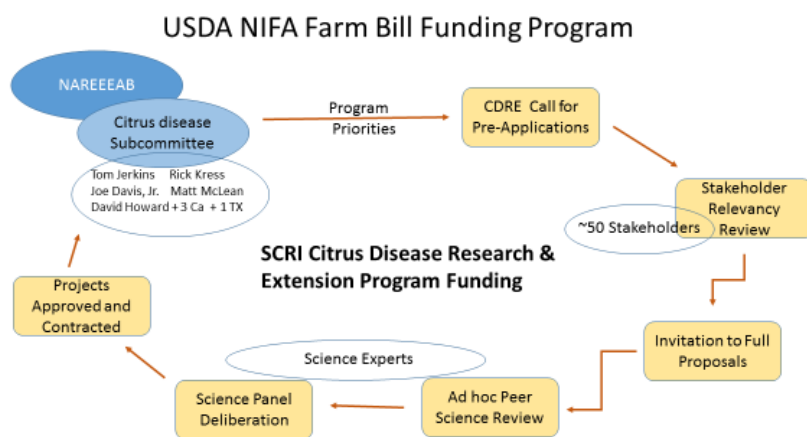 USDA NIFA Farm Bill Funding Program
NAREEEAB
Citrus disease
Subcommittee
Tom Jerkins Rick Kress
Joe Davis, Jr. Matt McLean
David Howard + 3 Ca + 1 TX
Program
Priorities
CDRE Call for
Pre-Applications
Stakeholder
Relevancy
Review
~50 Stakeholders
SCRI Citrus Disease Research &
Extension Program Funding
Invitation to Full
Proposals
Ad hoc Peer
Science Review
Science Experts
Science Panel
Deliberation
Projects
Approved and
Contracted